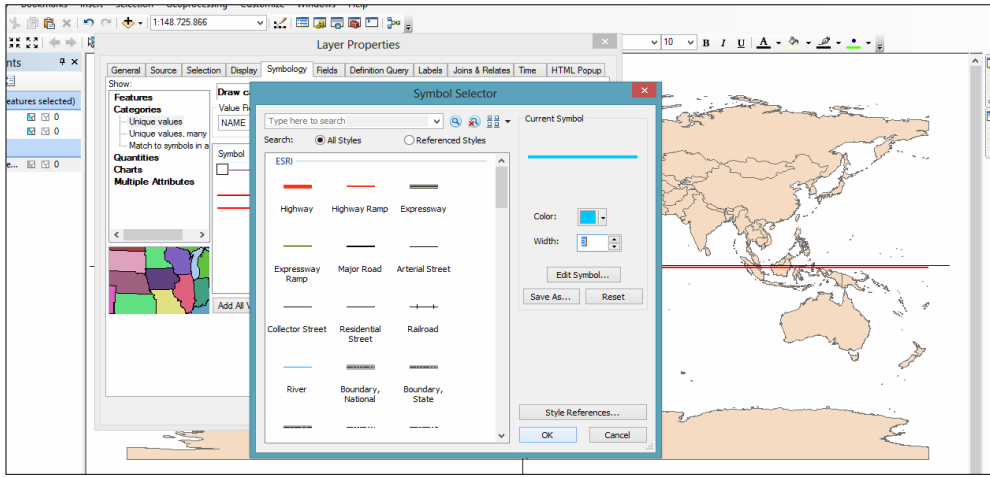 Bookmarks Insert Selection Geoprocessing Customize Windows Help
1:148.725.866
10 B I U A
nts
Layer Properties
General Source Selection Display Symbology Fields Definition Query Labels Joins & Relates Time HTML Popup
eatures selected)
0
0
e... 0
Show:
Features
Categories
Unique values
Unique values, many
Match to symbols in a
Quantities
Charts
Multiple Attributes
Draw c
Value Fie
NAME
Symbol
Add All V
Symbol Selector
Type here to search
Search: All Styles Referenced Styles
ESRI
Highway Highway Ramp Expressway
Expressway Ramp Major Road Arterial Street
Collector Street Residential Street Railroad
River Boundary, National Boundary, State
Current Symbol
Color:
Width: 3
Edit Symbol...
Save As... Reset
Style References...
OK Cancel